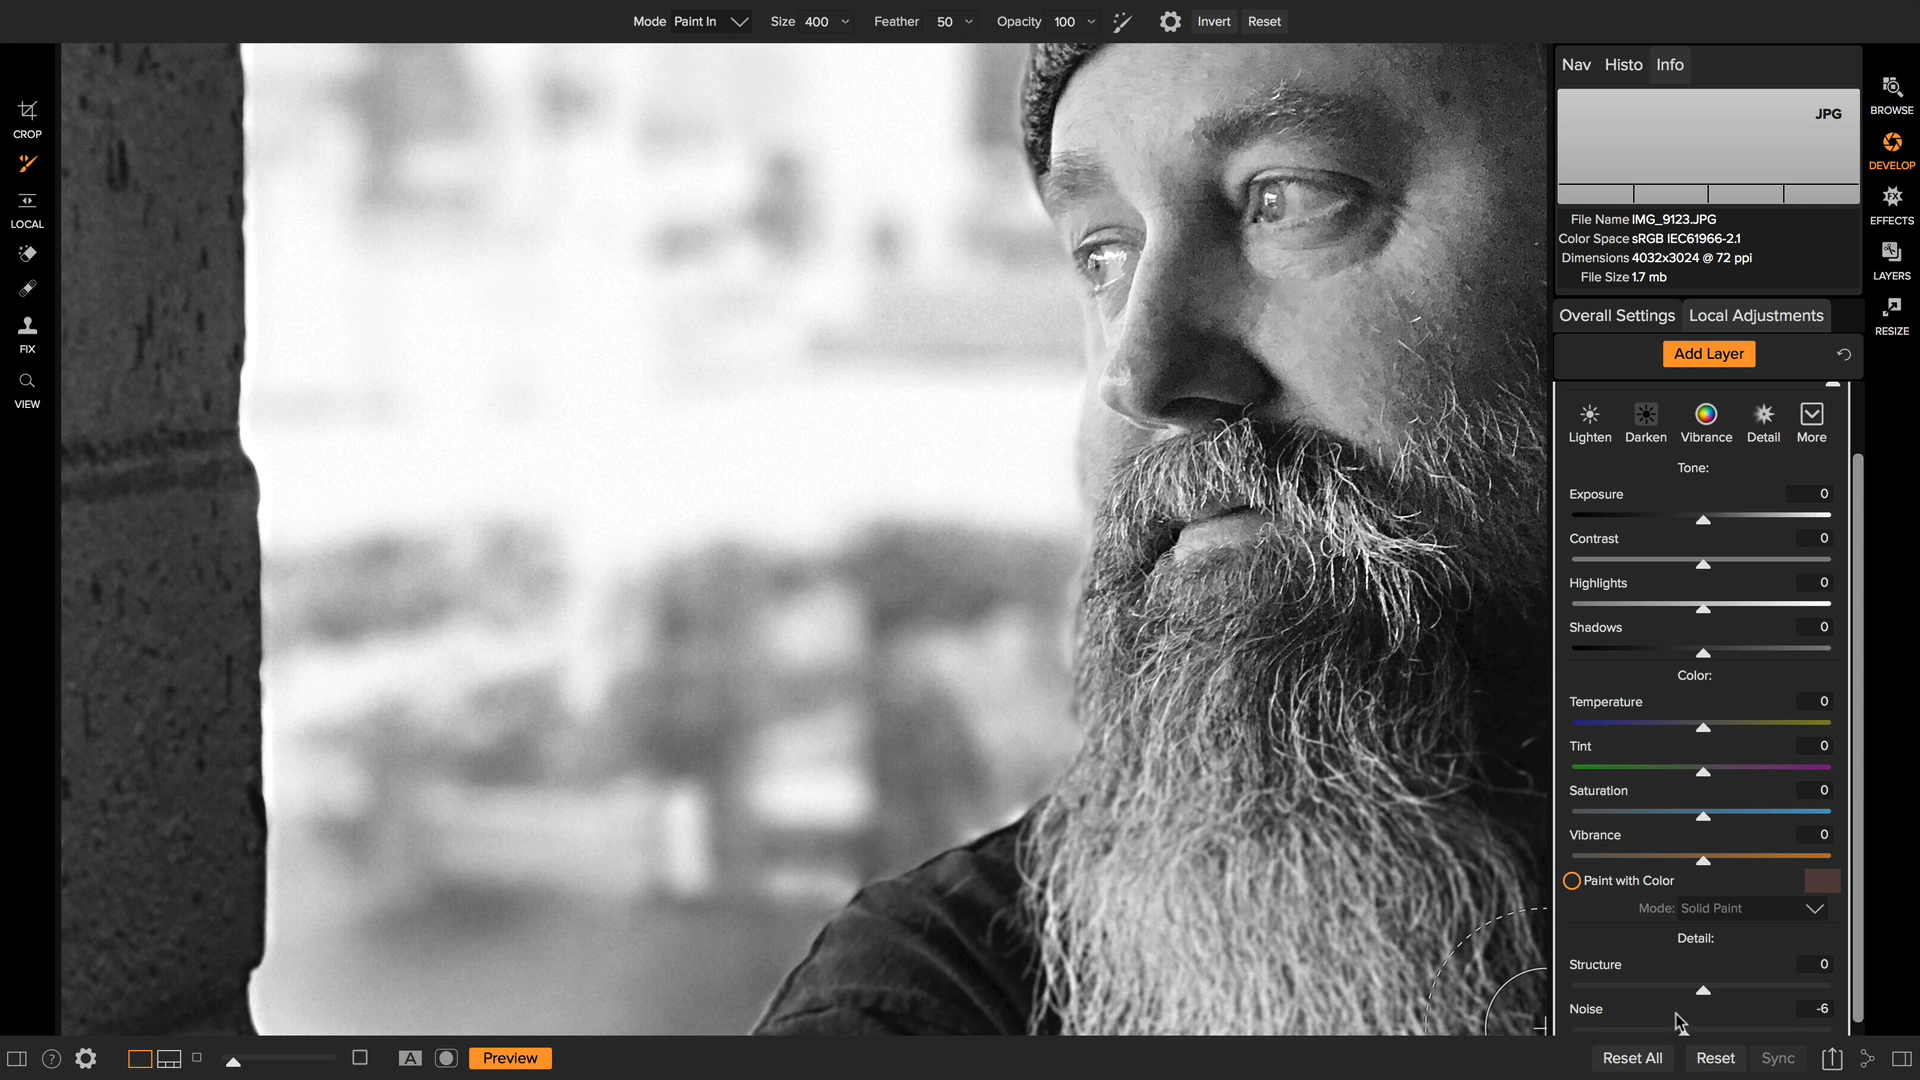 Mode Paint In Size 400 Feather 50 Opacity 100 Invert Reset
CROP
LOCAL
FIX
VIEW
Nav Histo Info
JPG
File Name IMG_9123.JPG
Color Space sRGB IEC61966-2.1
Dimensions 4032x3024 @ 72 ppi
File Size 1.7 mb
BROWSE
DEVELOP
FX
EFFECTS
LAYERS
RESIZE
Overall Settings Local Adjustments
Add Layer
Lighten Darken Vibrance Detail More
Tone:
Exposure 0
Contrast 0
Highlights 0
Shadows 0
Color:
Temperature 0
Tint 0
Saturation 0
Vibrance 0
Paint with Color
Mode: Solid Paint
Detail:
Structure 0
Noise -6
? A Preview Reset All Reset Sync